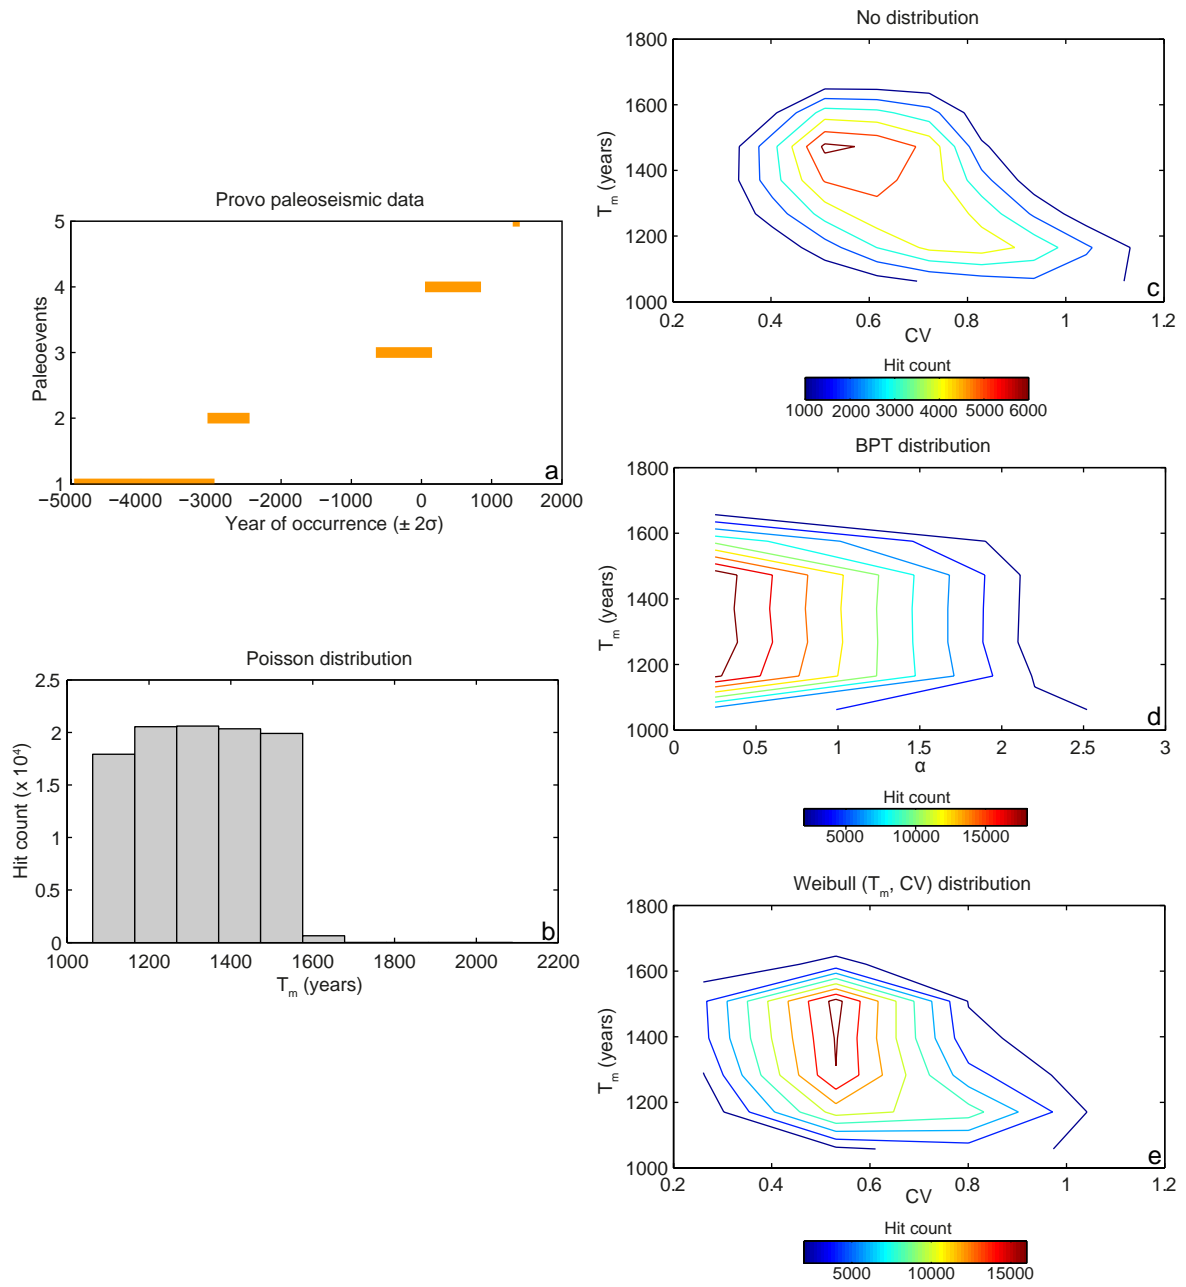 Provo paleoseismic data
Paleoevents
5
4
3
2
1
−5000 −4000 −3000 −2000 −1000 0 1000 2000
Year of occurrence (± 2σ)
a
Poisson distribution
Hit count (x 10⁴)
2.5
2
1.5
1
0.5
0
1000 1200 1400 1600 1800 2000 2200
Tm (years)
b
No distribution
Tm (years)
1800
1600
1400
1200
1000
0.2 0.4 0.6 0.8 1 1.2
CV
c
Hit count
1000 2000 3000 4000 5000 6000
BPT distribution
Tm (years)
1800
1600
1400
1200
1000
0 0.5 1 1.5 2 2.5 3
α
d
Hit count
5000 10000 15000
Weibull (Tm, CV) distribution
Tm (years)
1800
1600
1400
1200
1000
0.2 0.4 0.6 0.8 1 1.2
CV
e
Hit count
5000 10000 15000